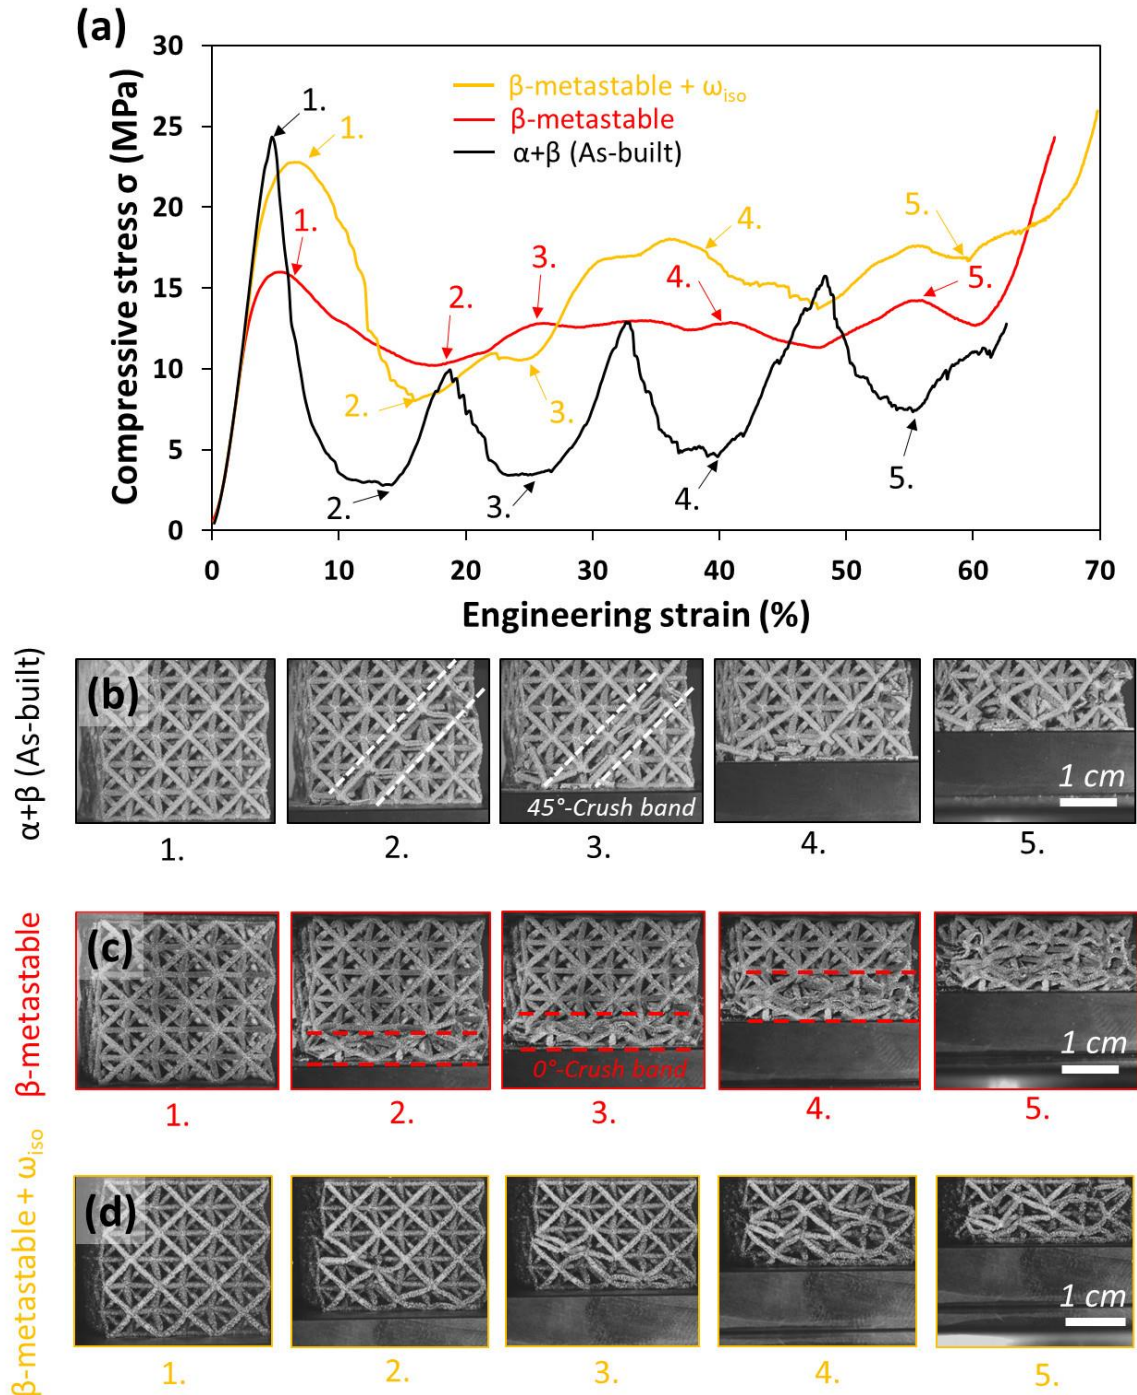 (a)
Compressive stress σ (MPa)
30
25
20
15
10
5
0
β-metastable + ωiso
β-metastable
α+β (As-built)
1.
1.
1.
2.
2.
2.
3.
3.
3.
4.
4.
4.
5.
5.
5.
0 10 20 30 40 50 60 70
Engineering strain (%)
α+β (As-built)
(b)
45°-Crush band
1 cm
1. 2. 3. 4. 5.
β-metastable
(c)
0°-Crush band
1 cm
1. 2. 3. 4. 5.
β-metastable + ωiso
(d)
1 cm
1. 2. 3. 4. 5.